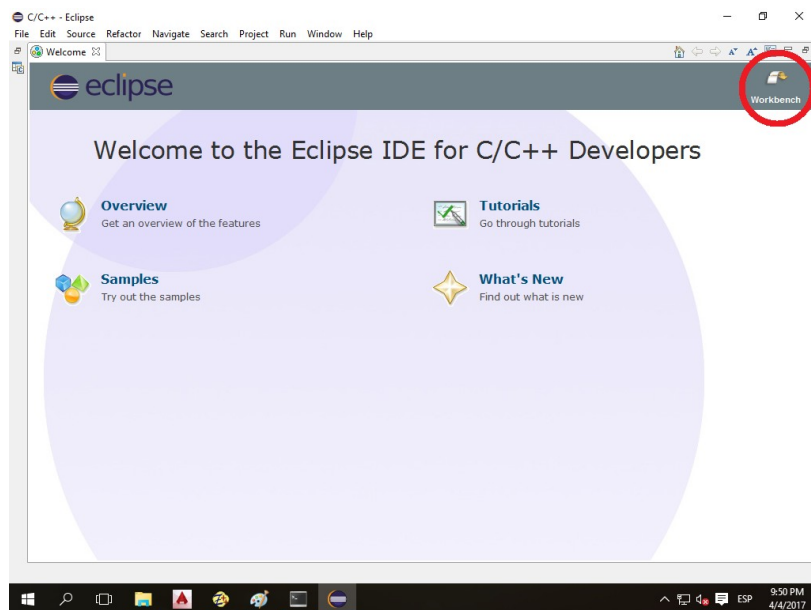 C/C++ - Eclipse
File Edit Source Refactor Navigate Search Project Run Window Help
Welcome
eclipse
Workbench
Welcome to the Eclipse IDE for C/C++ Developers
Overview
Get an overview of the features
Tutorials
Go through tutorials
Samples
Try out the samples
What's New
Find out what is new
ESP
9:50 PM
4/4/2017